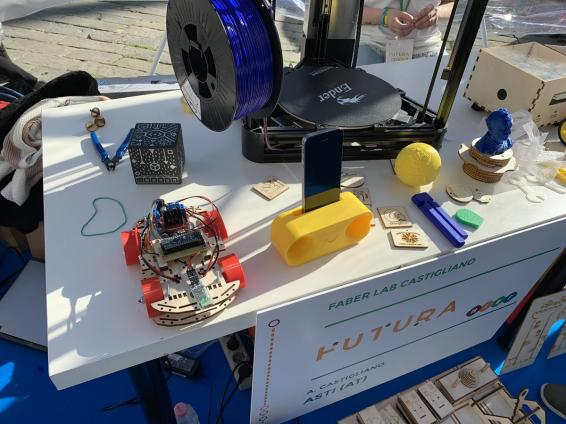 Ender
FUTURA
FABER LAB CASTIGLIANO
FUTURA
A. CASTIGLIANO
ASTI (AT)